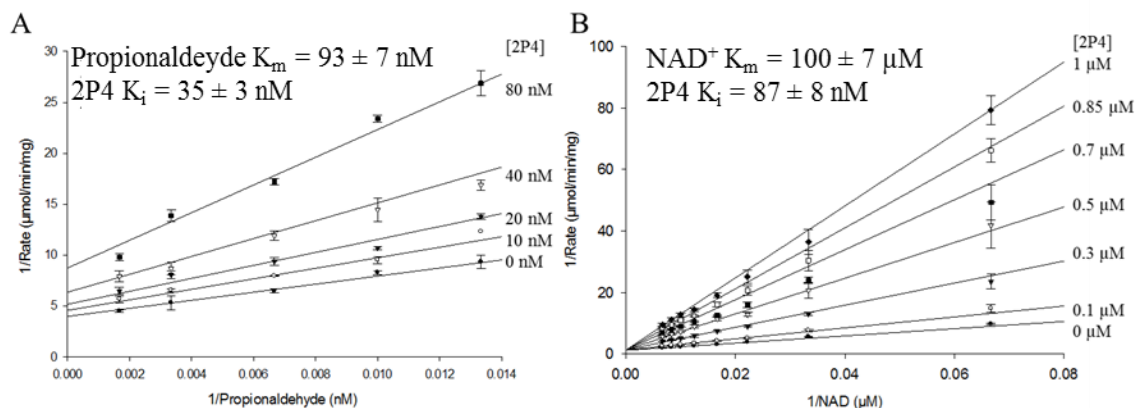 A
Propionaldeyde Km = 93 ± 7 nM
2P4 Ki = 35 ± 3 nM
[2P4]
80 nM
40 nM
20 nM
10 nM
0 nM
1/Rate (µmol/min/mg)
30
25
20
15
10
5
0
0.000 0.002 0.004 0.006 0.008 0.010 0.012 0.014
1/Propionaldehyde (nM)
B
NAD+ Km = 100 ± 7 µM
2P4 Ki = 87 ± 8 nM
[2P4]
1 µM
0.85 µM
0.7 µM
0.5 µM
0.3 µM
0.1 µM
0 µM
1/Rate (µmol/min/mg)
100
80
60
40
20
0
0.00 0.02 0.04 0.06 0.08
1/NAD (µM)